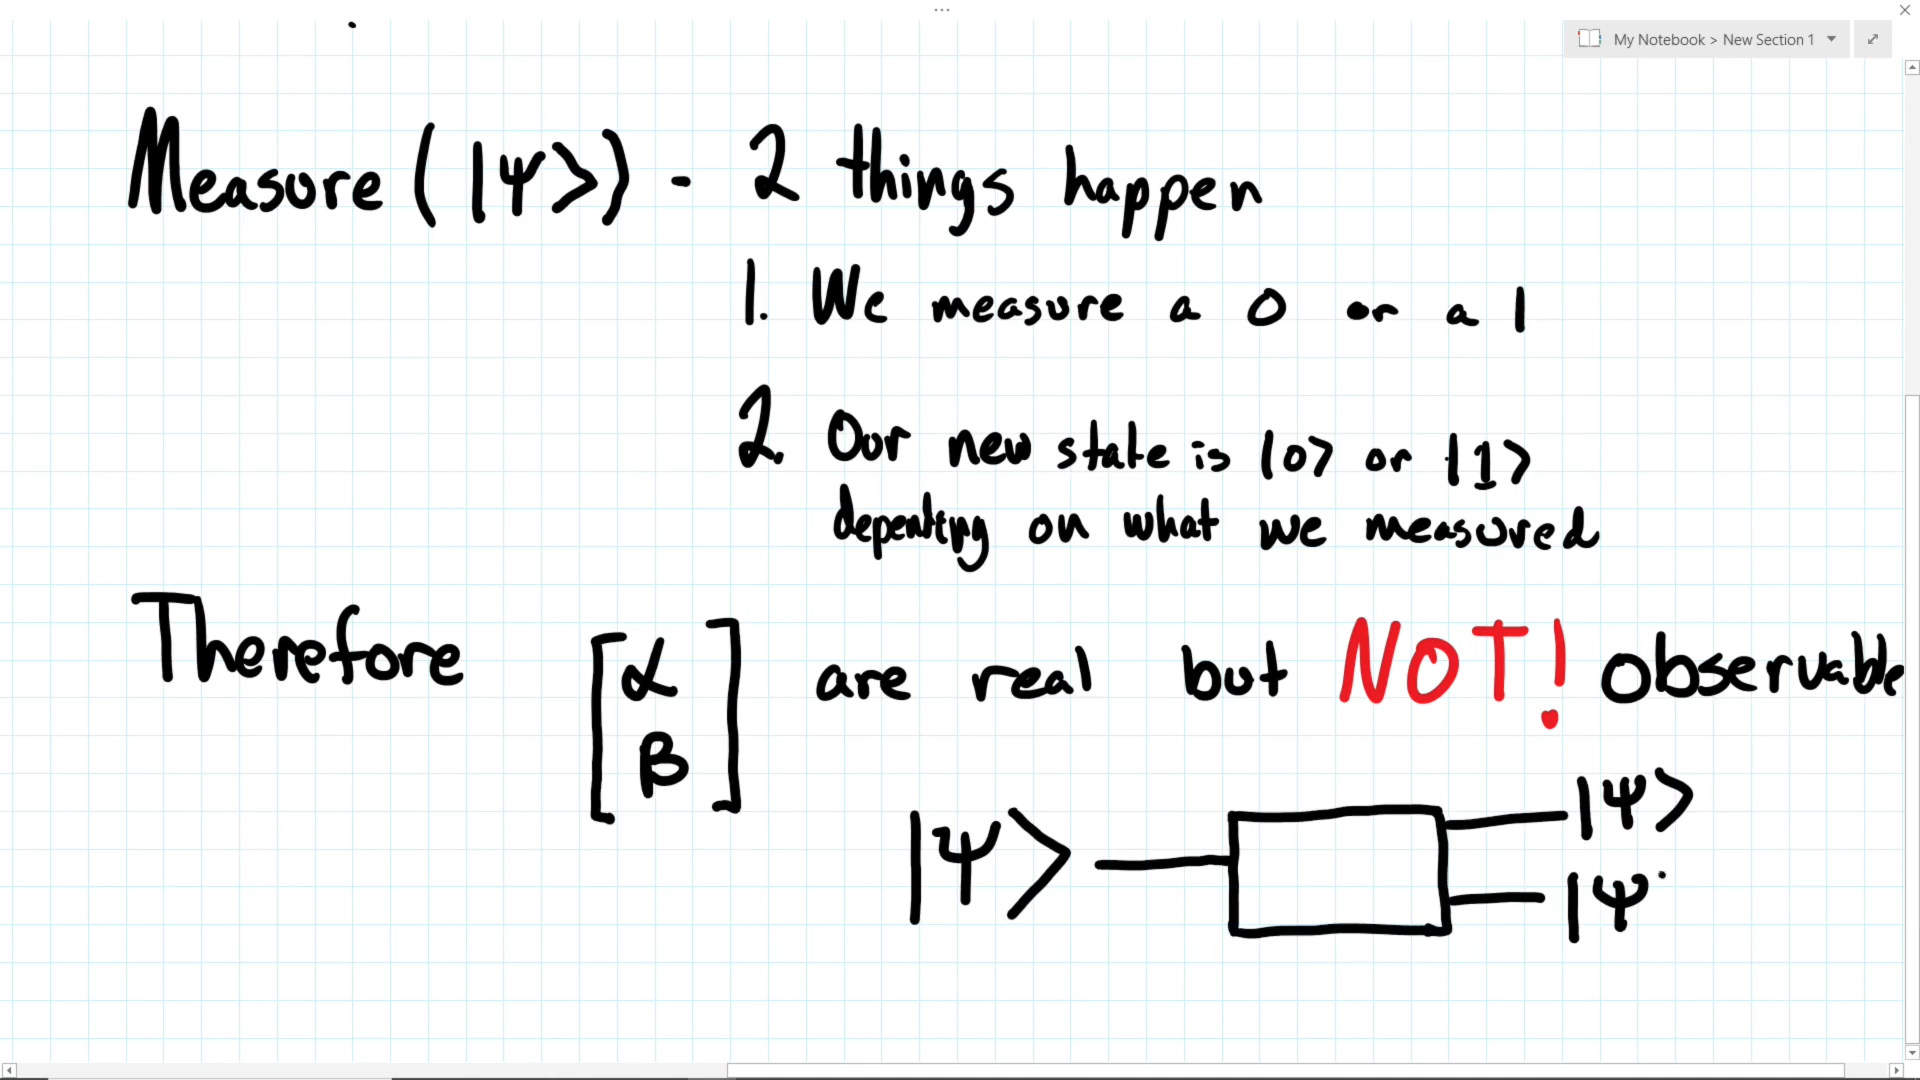 My Notebook > New Section 1
Measure (|Ψ>) - 2 things happen
1. We measure a 0 or a 1
2. Our new state is |0> or |1>
depending on what we measured
Therefore [α β] are real but NOT! observable
|Ψ>
|Ψ>
|Ψ